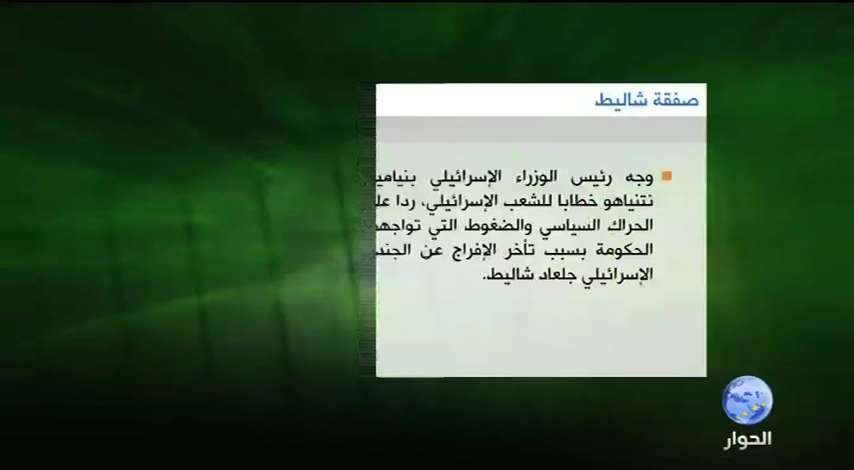 صفقة شاليط
وجه رئيس الوزراء الإسرائيلي
نتنياهو خطابا للشعب الإسرائيلي، ردا
الحراك السياسي والضغوط التي
الحكومة بسبب تأخر الإفراج عن
الإسرائيلي جلعاد شاليط.
الحوار